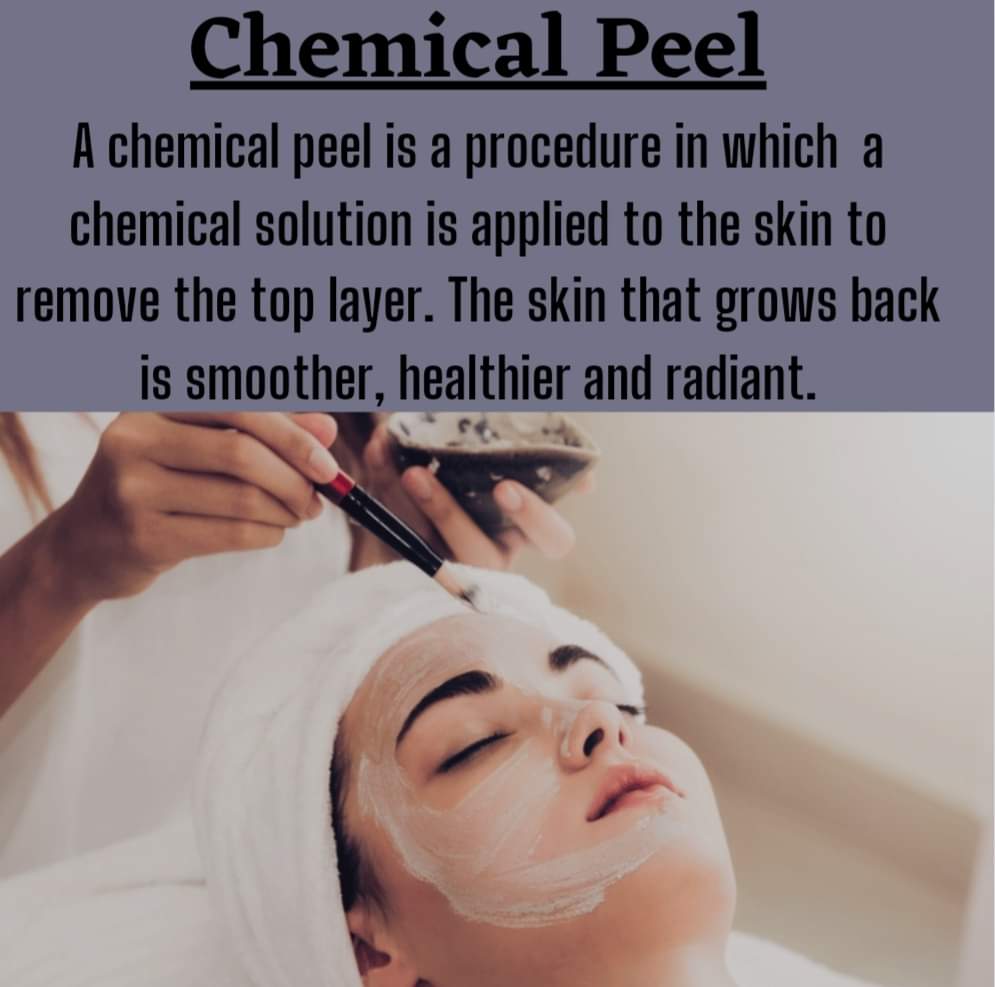 Chemical Peel
A chemical peel is a procedure in which a
chemical solution is applied to the skin to
remove the top layer. The skin that grows back
is smoother, healthier and radiant.